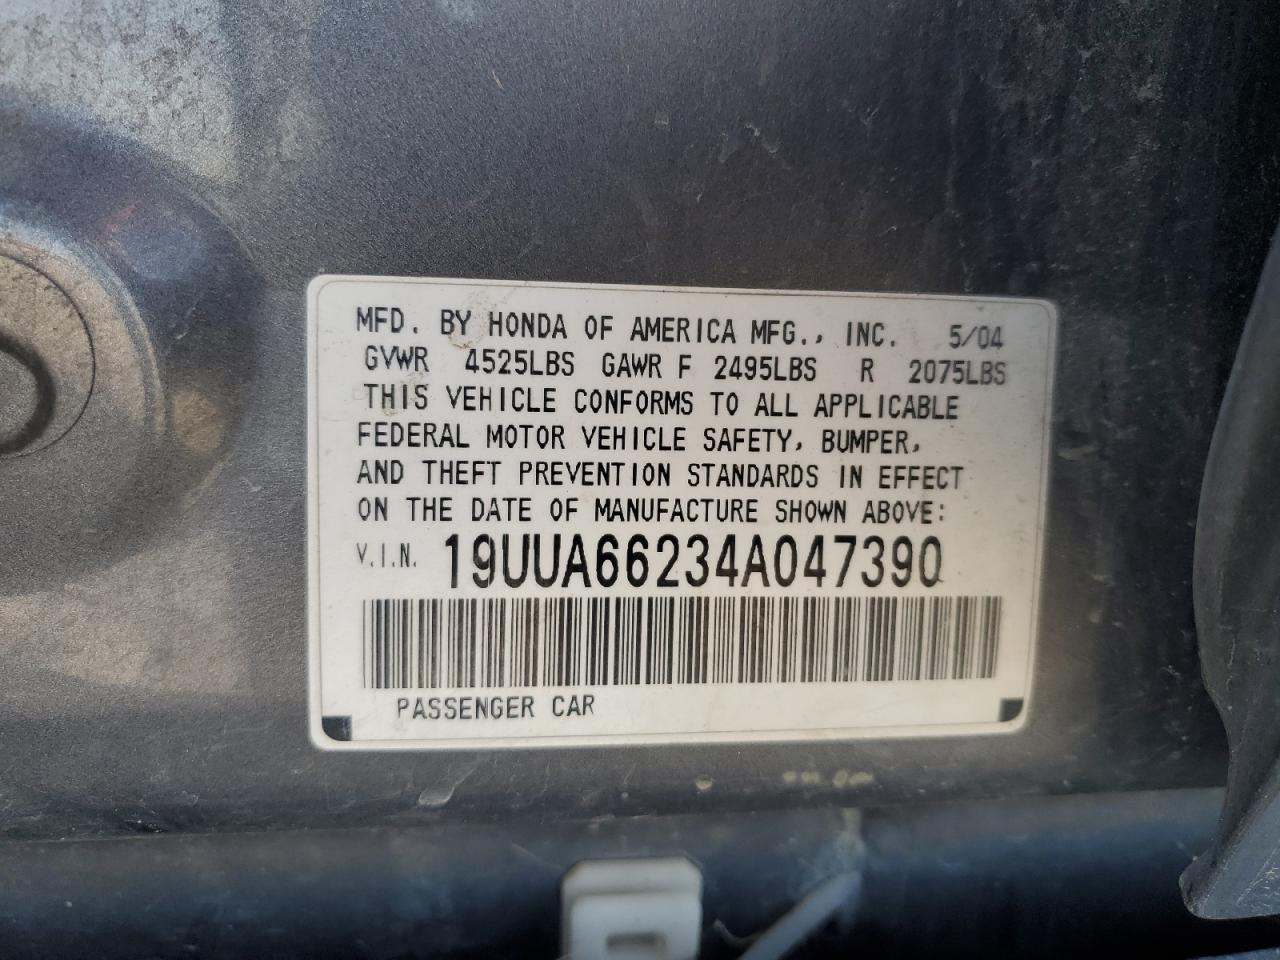 MFD. BY HONDA OF AMERICA MFG., INC. 5/04
GVWR 4525LBS GAWR F 2495LBS R 2075LBS
THIS VEHICLE CONFORMS TO ALL APPLICABLE
FEDERAL MOTOR VEHICLE SAFETY, BUMPER,
AND THEFT PREVENTION STANDARDS IN EFFECT
ON THE DATE OF MANUFACTURE SHOWN ABOVE:
V.I.N. 19UUA66234A047390
PASSENGER CAR